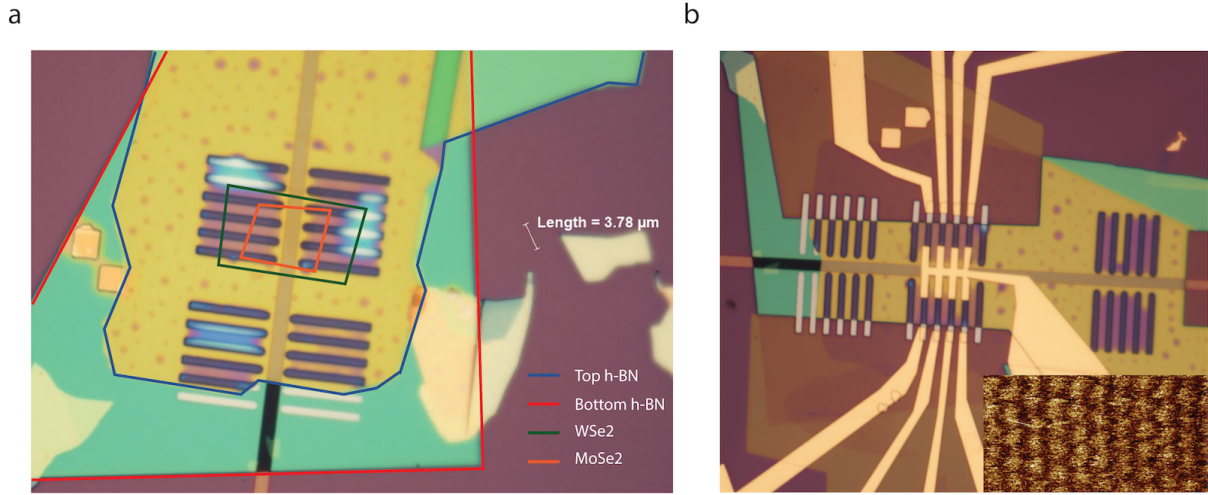 a
b
Length = 3.78 μm
Top h-BN
Bottom h-BN
WSe2
MoSe2